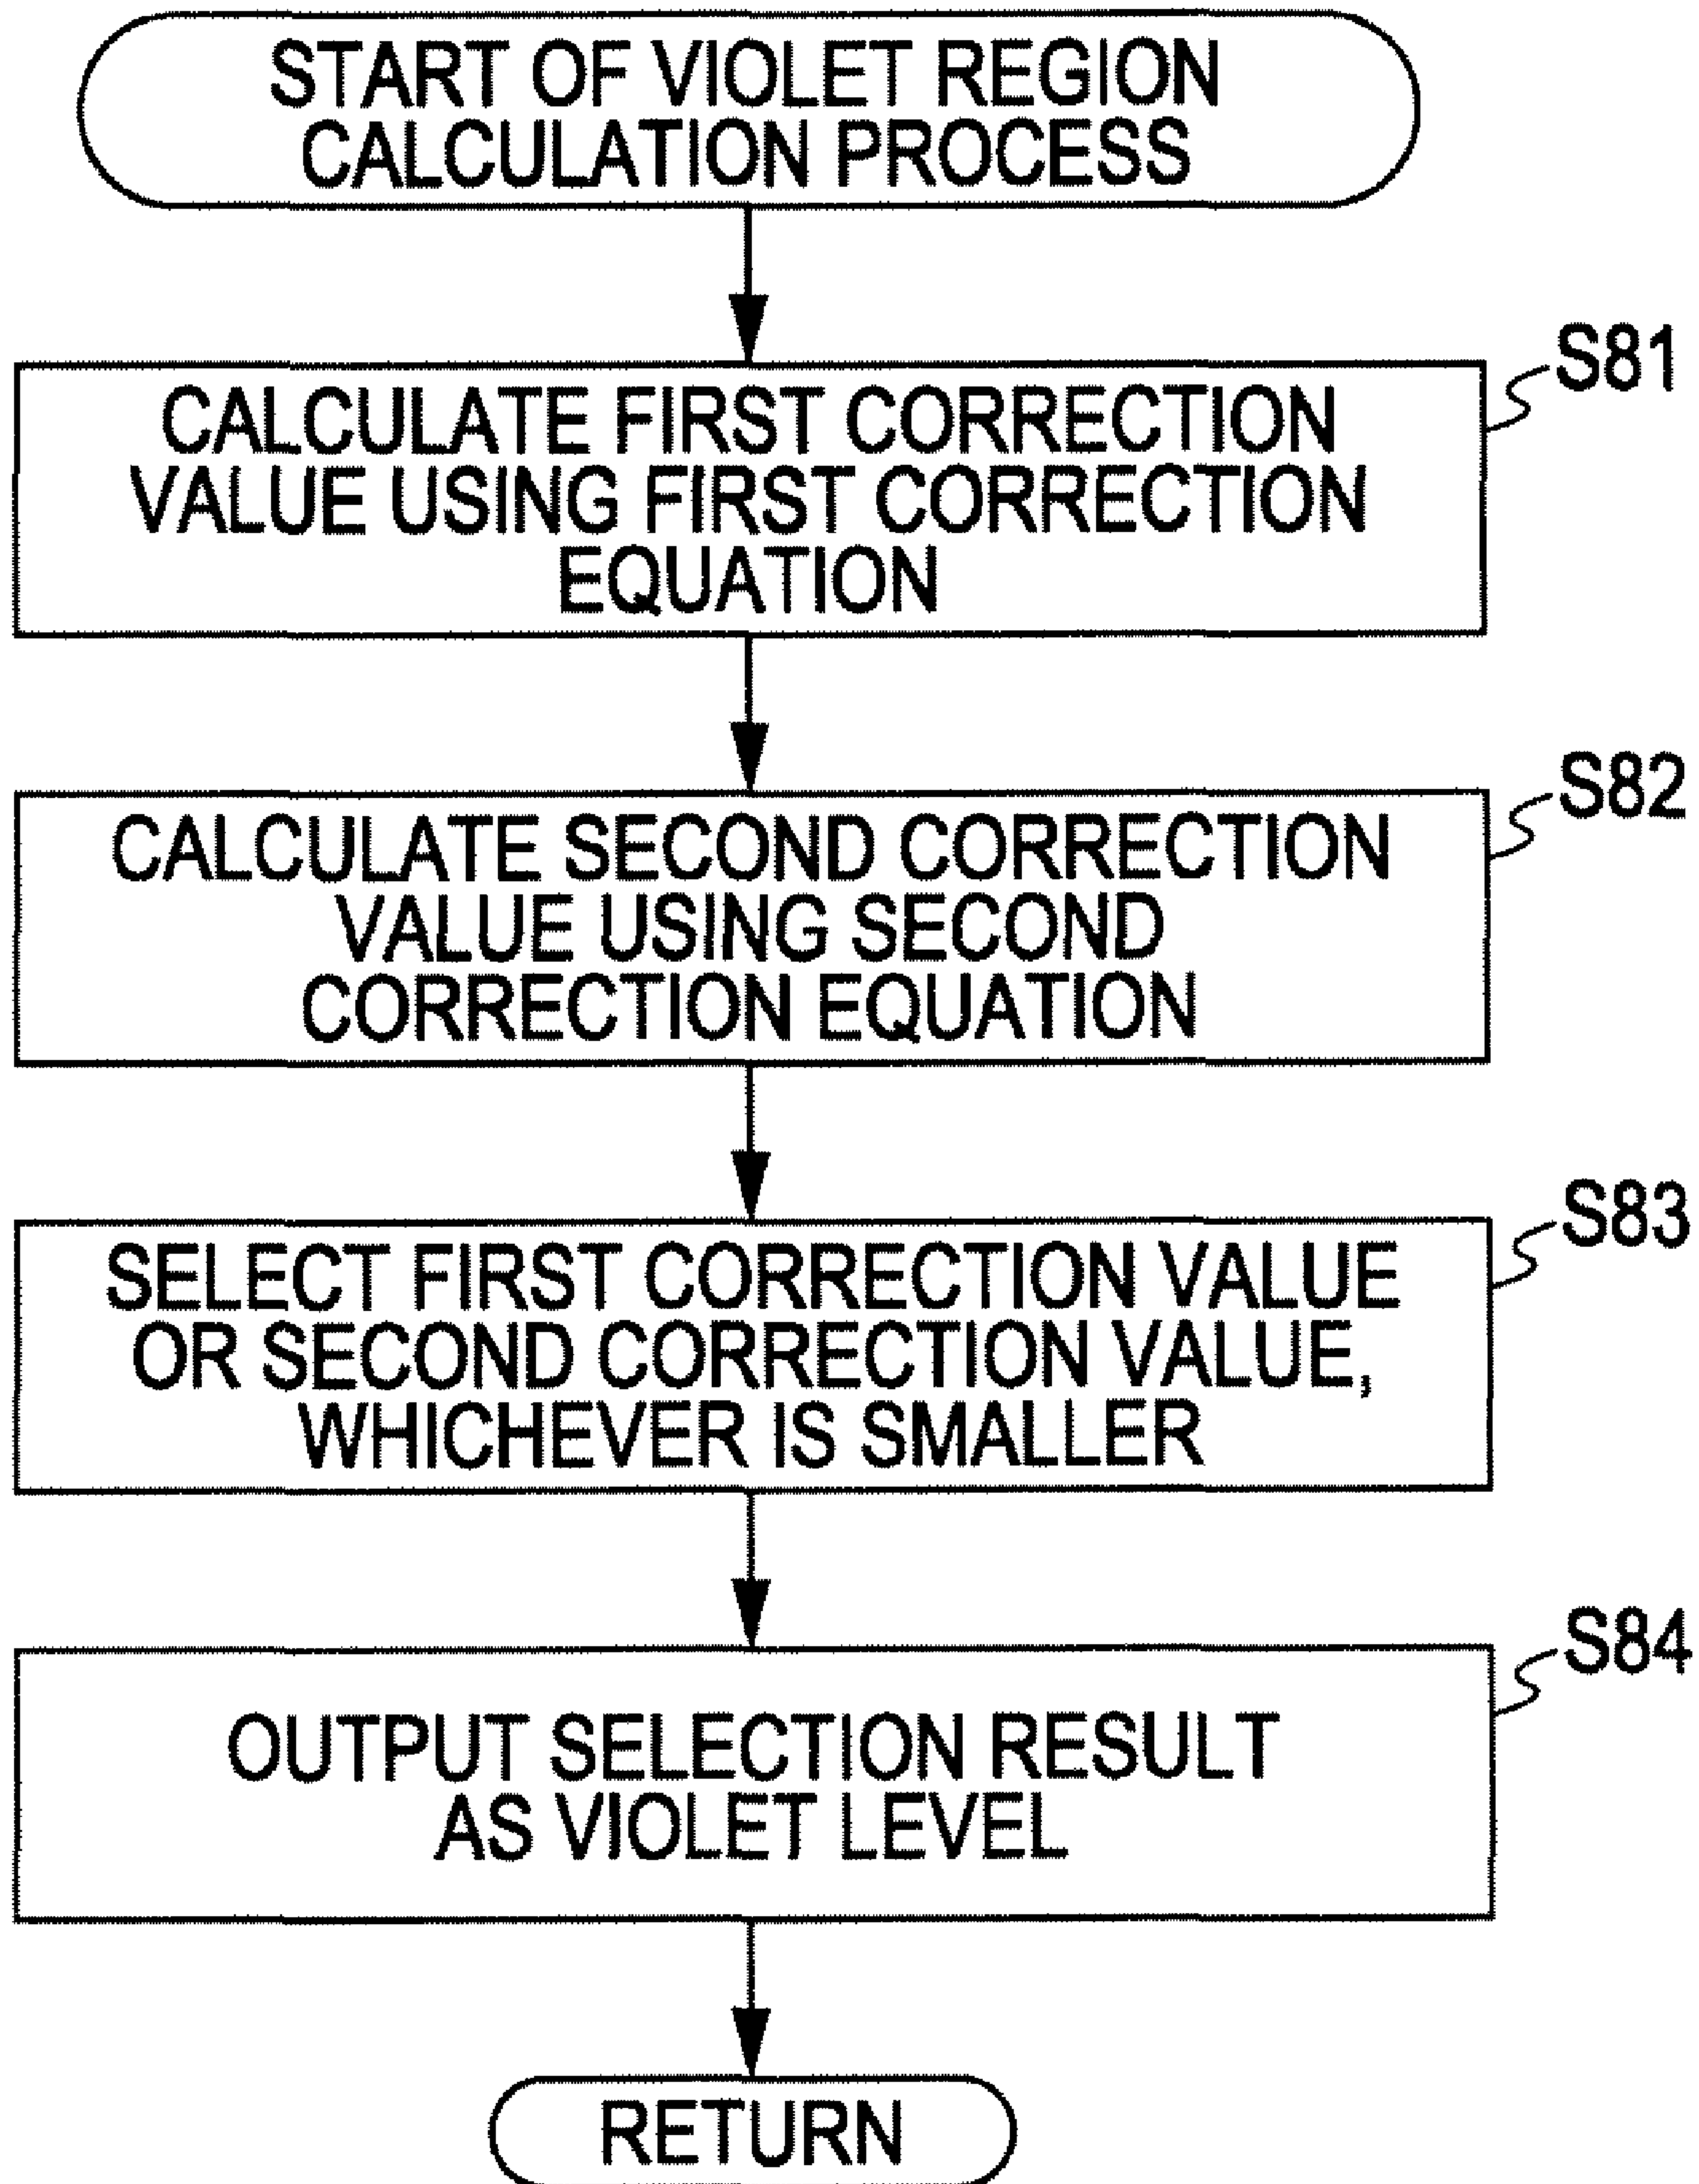 START OF VIOLET REGION
CALCULATION PROCESS
S81
CALCULATE FIRST CORRECTION
VALUE USING FIRST CORRECTION
EQUATION
S82
CALCULATE SECOND CORRECTION
VALUE USING SECOND
CORRECTION EQUATION
S83
SELECT FIRST CORRECTION VALUE
OR SECOND CORRECTION VALUE,
WHICHEVER IS SMALLER
S84
OUTPUT SELECTION RESULT
AS VIOLET LEVEL
RETURN